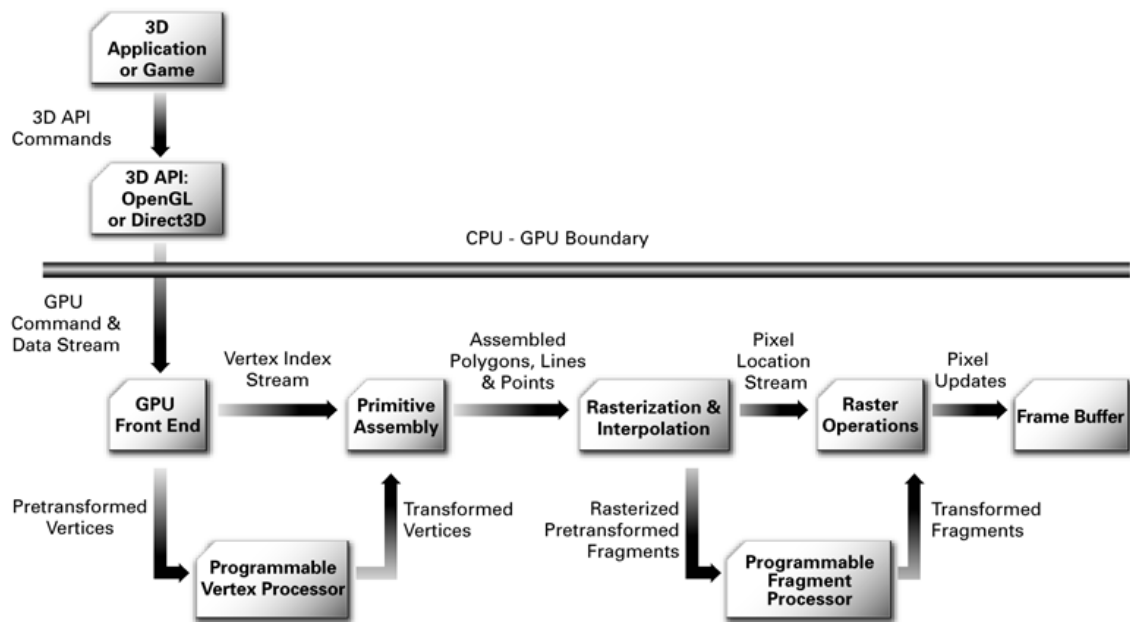 3D
Application
or Game
3D API
Commands
3D API:
OpenGL
or Direct3D
CPU - GPU Boundary
GPU
Command &
Data Stream
Vertex Index
Stream
Assembled
Polygons, Lines
& Points
Pixel
Location
Stream
Pixel
Updates
GPU
Front End
Primitive
Assembly
Rasterization &
Interpolation
Raster
Operations
Frame Buffer
Pretransformed
Vertices
Transformed
Vertices
Rasterized
Pretransformed
Fragments
Transformed
Fragments
Programmable
Vertex Processor
Programmable
Fragment
Processor